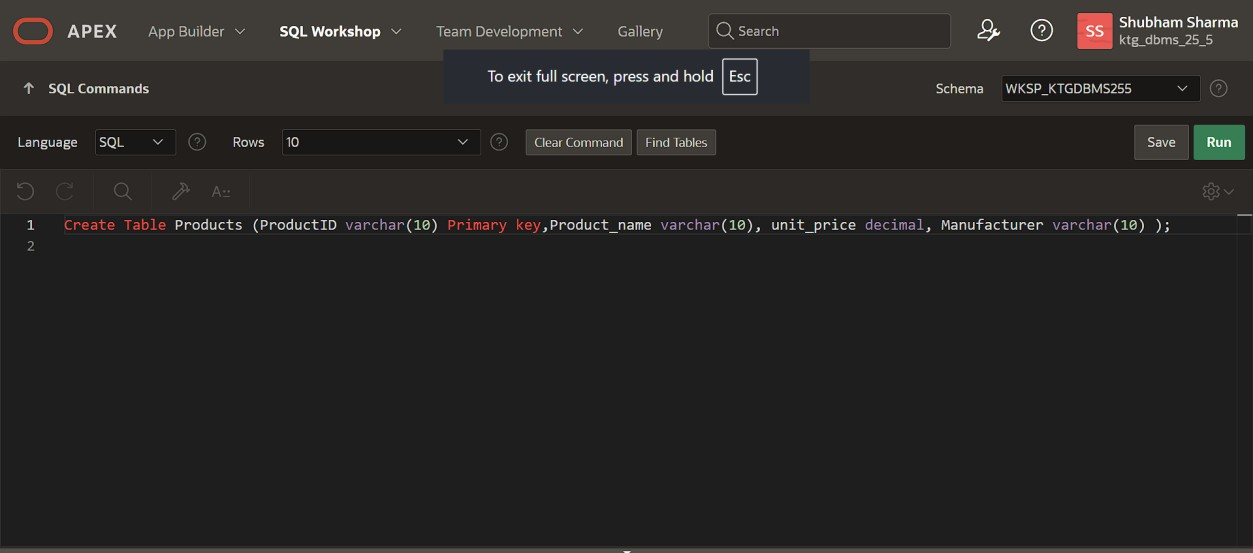 APEX App Builder SQL Workshop Team Development Gallery Search SS Shubham Sharma
ktg_dbms_25_5
To exit full screen, press and hold Esc
SQL Commands Schema WKSP_KTGDBMS255
Language SQL Rows 10 Clear Command Find Tables Save Run
A::
1 Create Table Products (ProductID varchar(10) Primary key,Product_name varchar(10), unit_price decimal, Manufacturer varchar(10) );
2